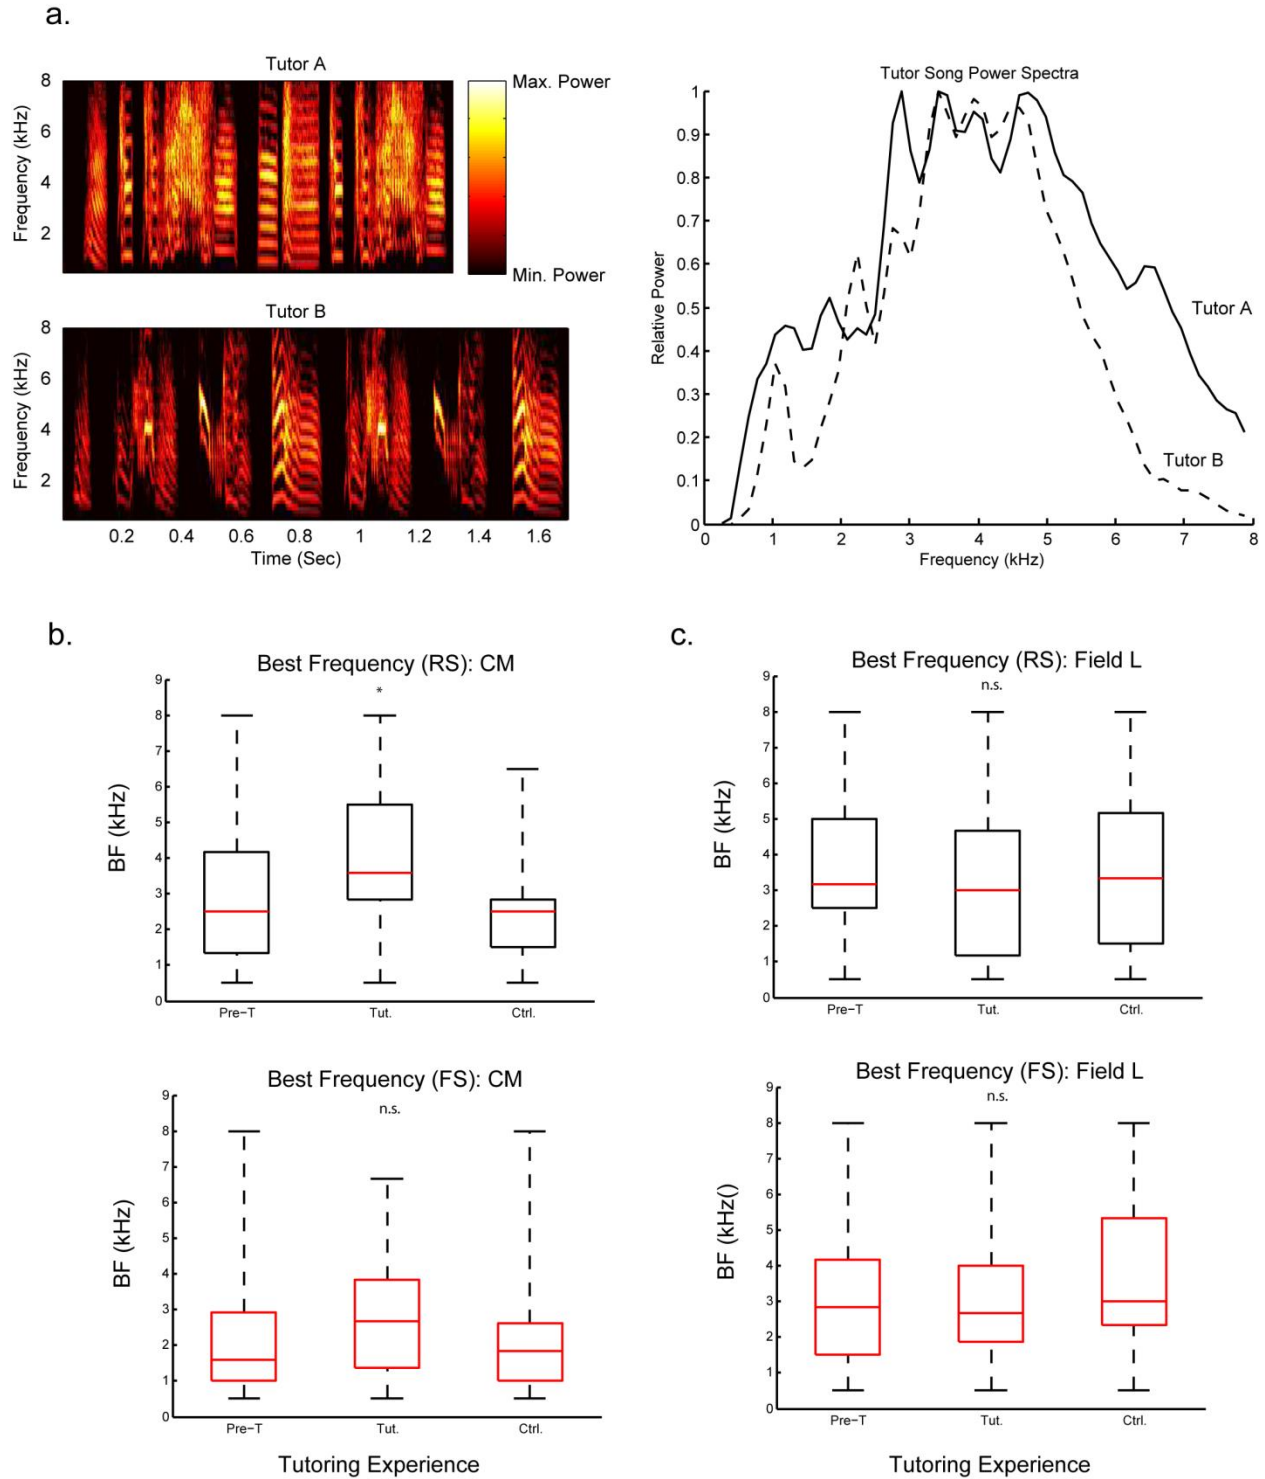 a.
Tutor A
8
6
4
2
Frequency (kHz)
Max. Power
Min. Power
Tutor B
8
6
4
2
Frequency (kHz)
0.2 0.4 0.6 0.8 1 1.2 1.4 1.6
Time (Sec)
Tutor Song Power Spectra
1
0.9
0.8
0.7
0.6
0.5
0.4
0.3
0.2
0.1
0
Relative Power
Tutor A
Tutor B
0 1 2 3 4 5 6 7 8
Frequency (kHz)
b.
Best Frequency (RS): CM
*
9
8
7
6
5
4
3
2
1
0
BF (kHz)
Pre-T Tut. Ctrl.
Best Frequency (FS): CM
n.s.
9
8
7
6
5
4
3
2
1
0
BF (kHz)
Pre-T Tut. Ctrl.
Tutoring Experience
c.
Best Frequency (RS): Field L
n.s.
9
8
7
6
5
4
3
2
1
0
BF (kHz)
Pre-T Tut. Ctrl.
Best Frequency (FS): Field L
n.s.
9
8
7
6
5
4
3
2
1
0
BF (kHz()
Pre-T Tut. Ctrl.
Tutoring Experience